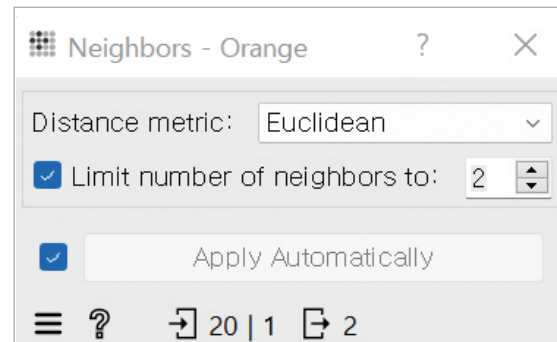 Neighbors - Orange ?
Distance metric: Euclidean
Limit number of neighbors to: 2
Apply Automatically
? 20 | 1 2